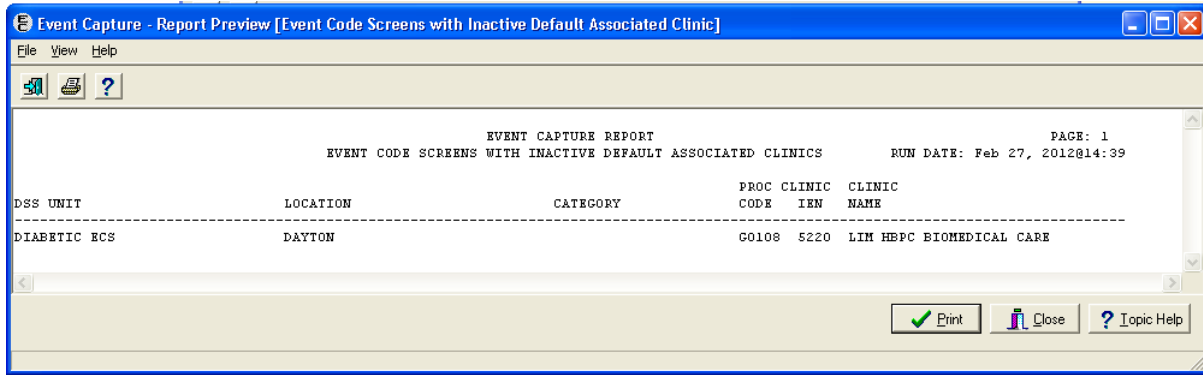 Event Capture - Report Preview [Event Code Screens with Inactive Default Associated Clinic]
File View Help
EVENT CAPTURE REPORT PAGE: 1
EVENT CODE SCREENS WITH INACTIVE DEFAULT ASSOCIATED CLINICS RUN DATE: Feb 27, 2012@14:39
PROC CLINIC CLINIC
DSS UNIT LOCATION CATEGORY CODE IEN NAME
DIABETIC ECS DAYTON G0108 5220 LIM HBPC BIOMEDICAL CARE
Print Close ? Topic Help